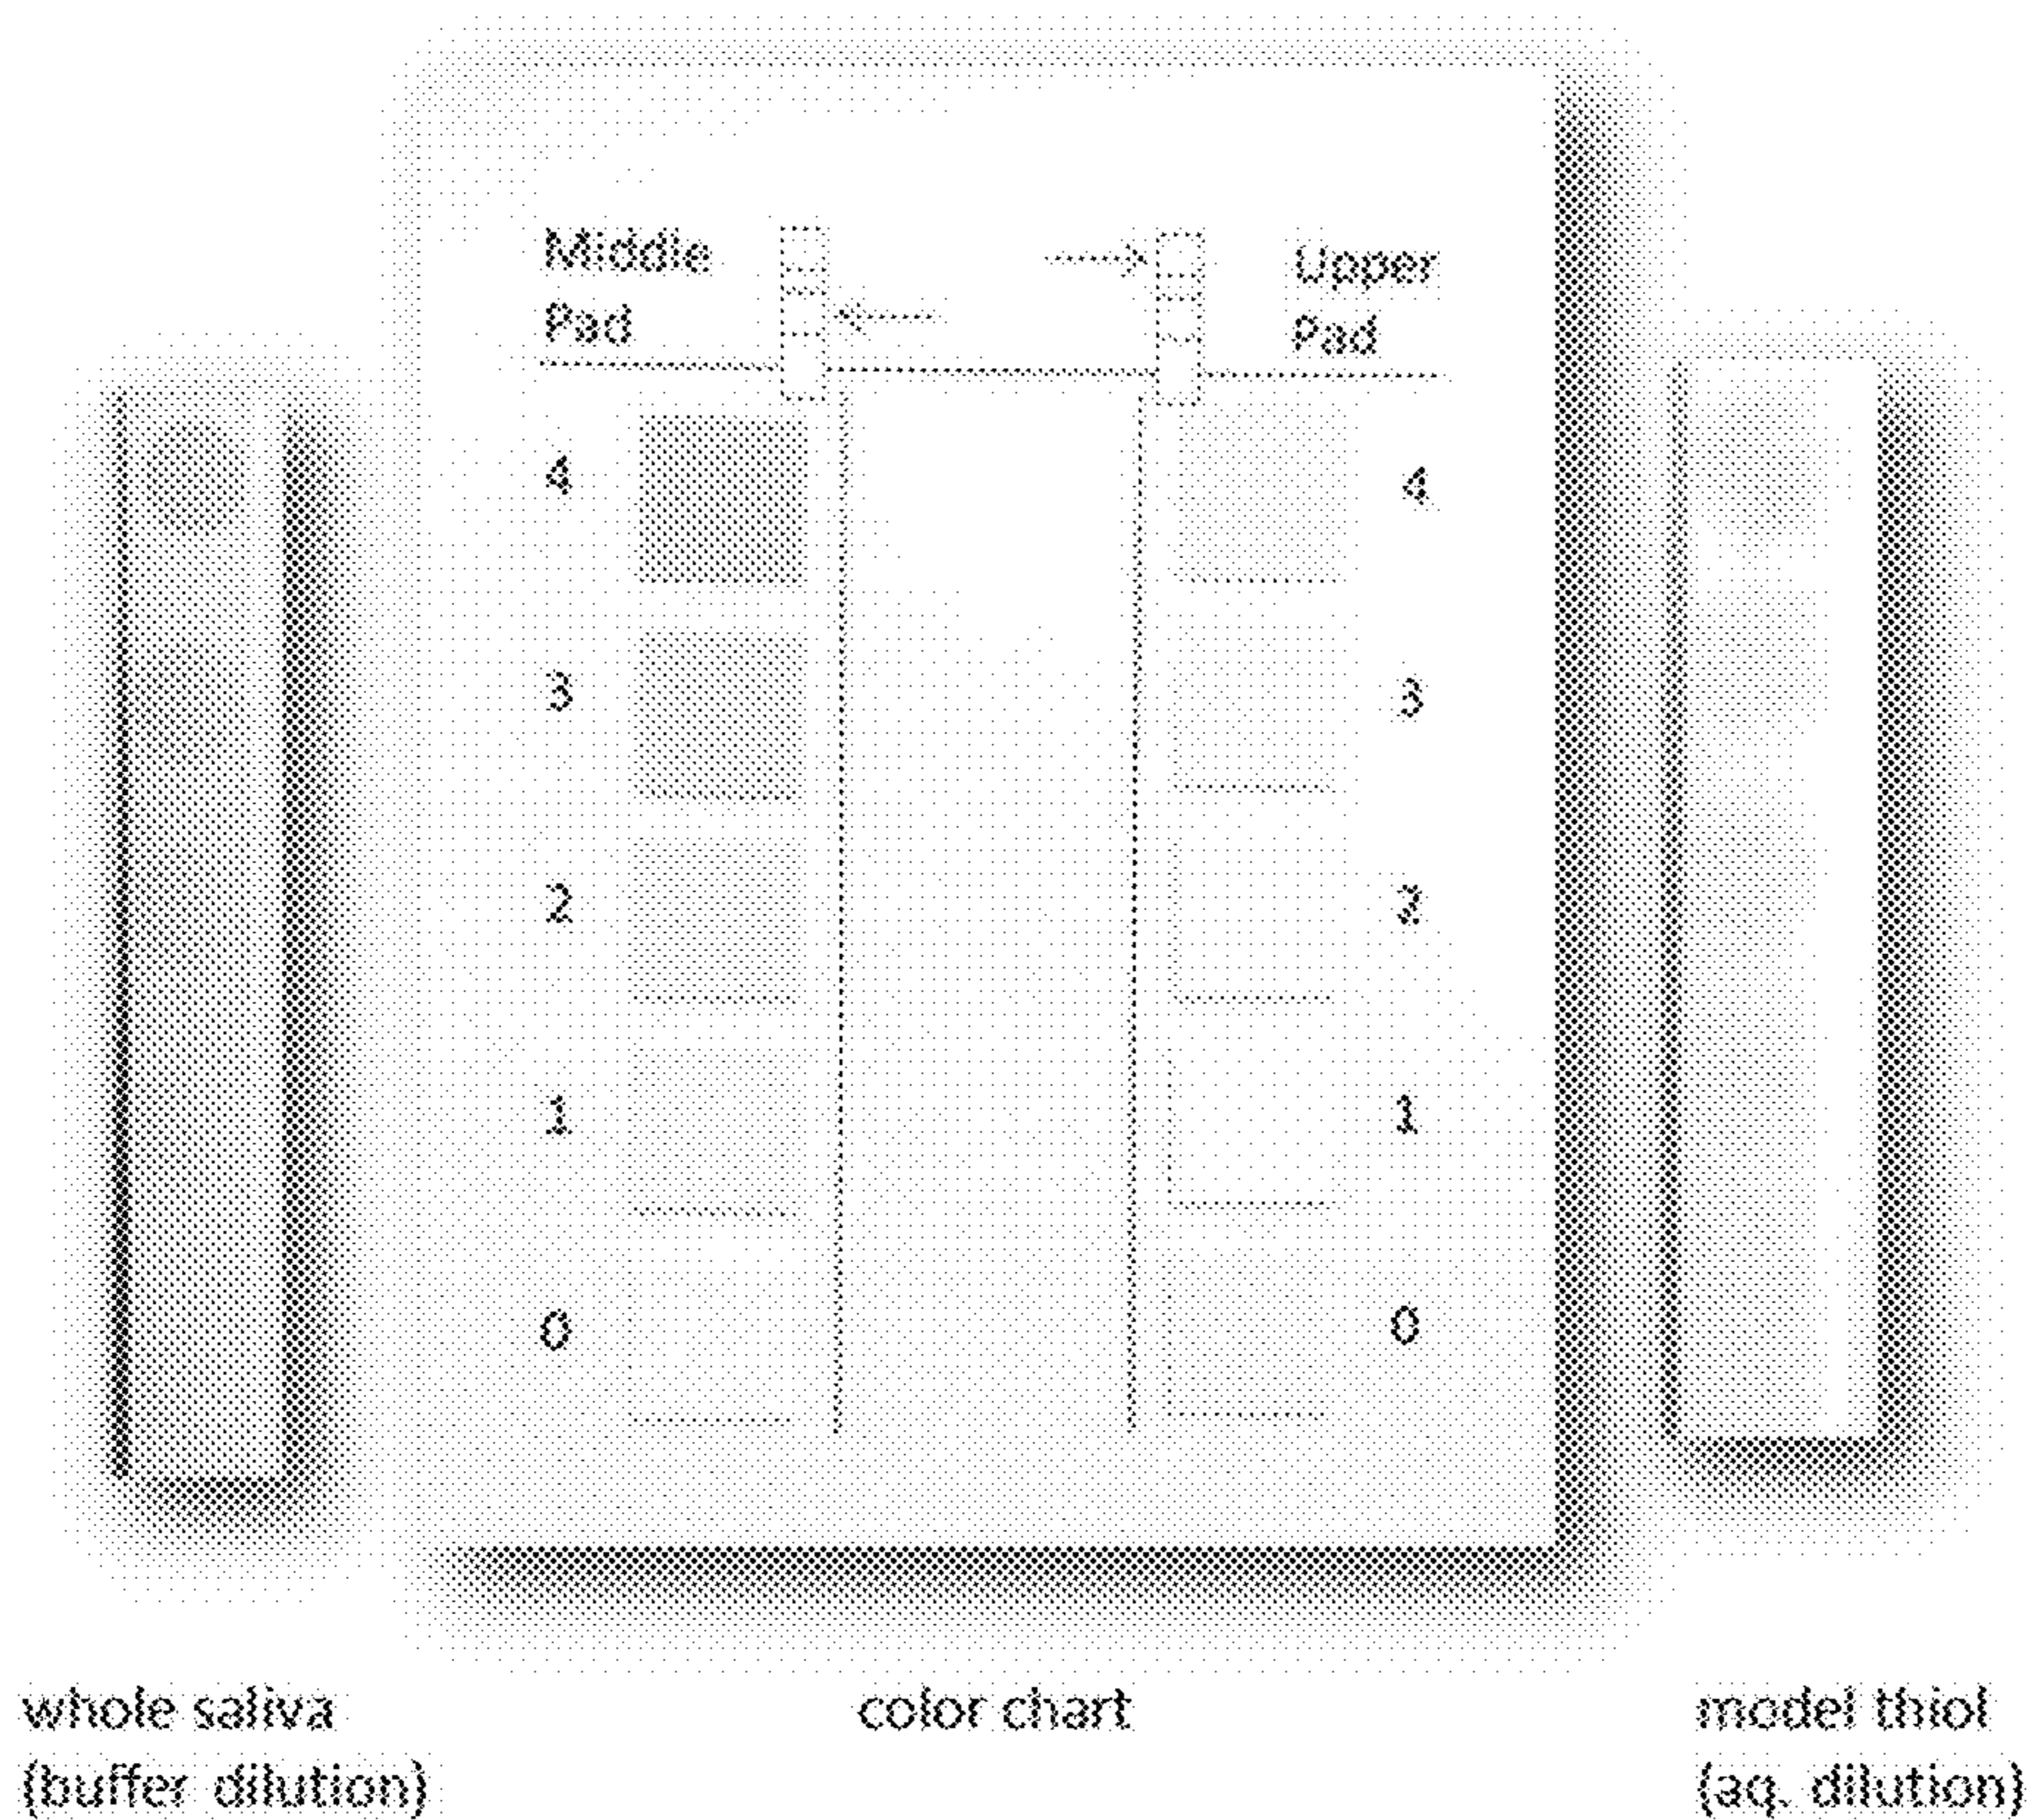 Middle
Pad
Upper
Pad
4
4
3
3
2
2
1
1
0
0
whole saliva
(buffer dilution)
color chart
model thiol
(aq. dilution)